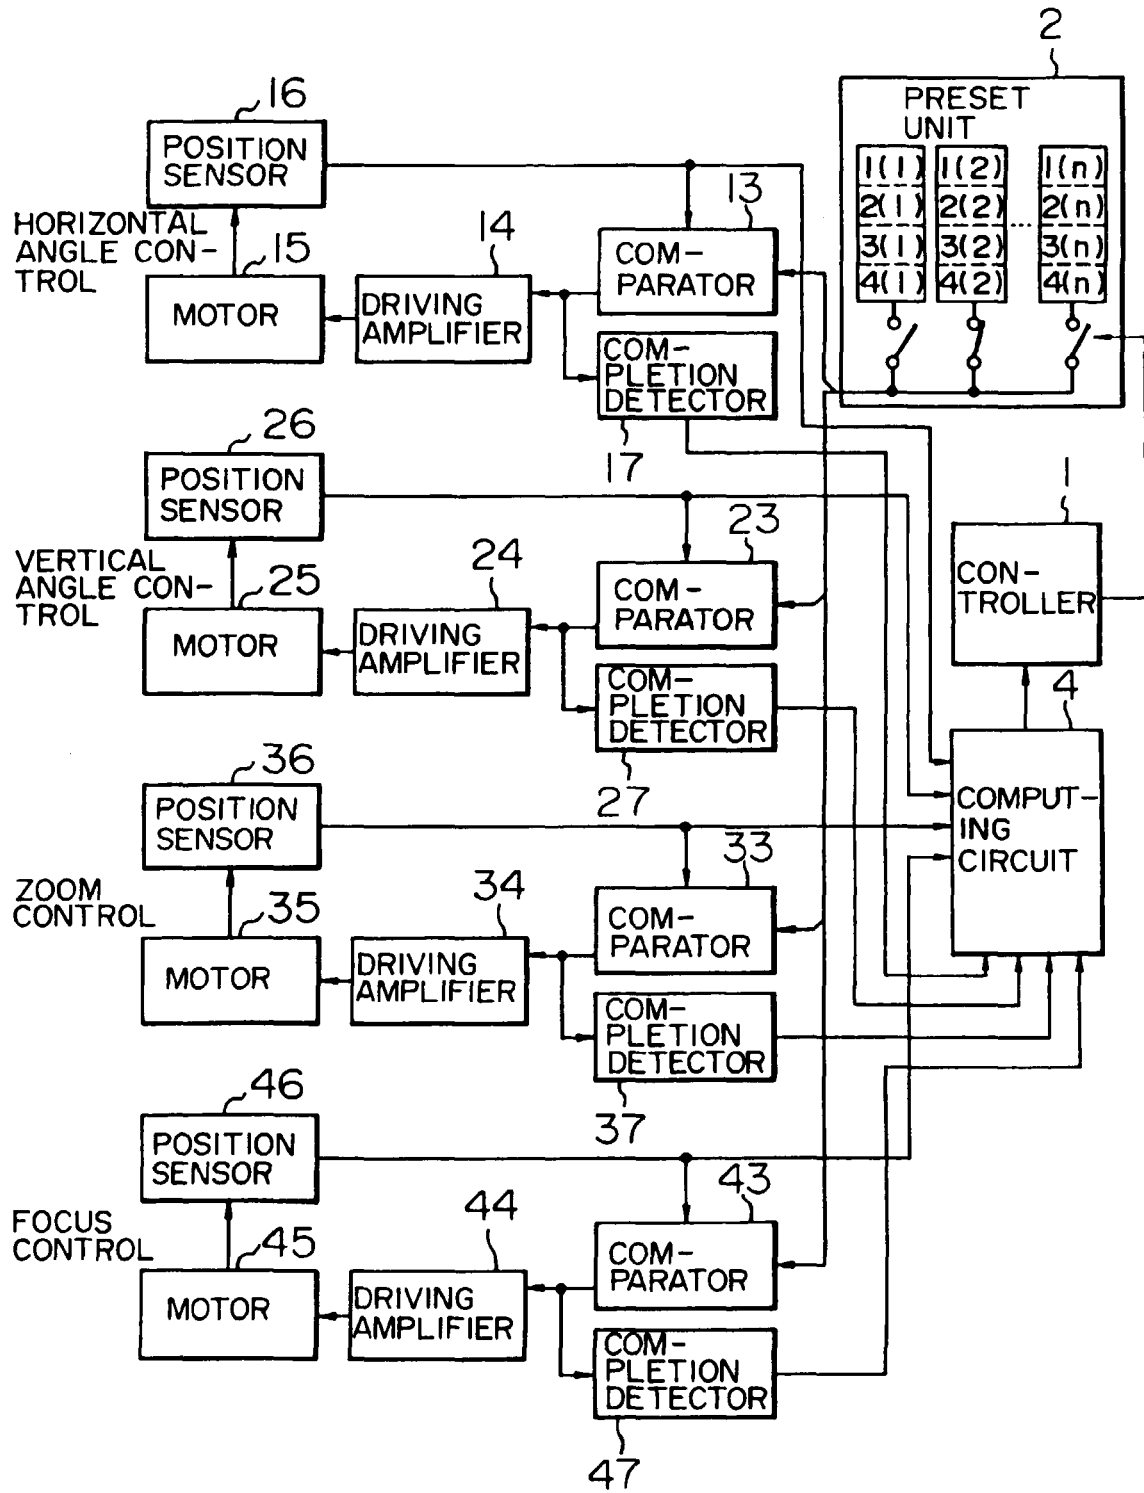 2
PRESET
UNIT
1(1) 1(2) 1(n)
2(1) 2(2) 2(n)
3(1) 3(2) ... 3(n)
4(1) 4(2) 4(n)
16
POSITION
SENSOR
HORIZONTAL
ANGLE CON-
TROL
15
MOTOR
14
DRIVING
AMPLIFIER
13
COM-
PARATOR
COM-
PLETION
DETECTOR
17
26
POSITION
SENSOR
VERTICAL
ANGLE CON-
TROL
25
MOTOR
24
DRIVING
AMPLIFIER
23
COM-
PARATOR
COM-
PLETION
DETECTOR
27
1
CON-
TROLLER
4
COMPUT-
ING
CIRCUIT
36
POSITION
SENSOR
ZOOM
CONTROL
35
MOTOR
34
DRIVING
AMPLIFIER
33
COM-
PARATOR
COM-
PLETION
DETECTOR
37
46
POSITION
SENSOR
FOCUS
CONTROL
45
MOTOR
44
DRIVING
AMPLIFIER
43
COM-
PARATOR
COM-
PLETION
DETECTOR
47